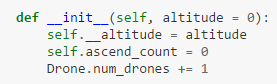 def __init__(self, altitude = 0):
    self.__altitude = altitude
    self.ascend_count = 0
    Drone.num_drones += 1